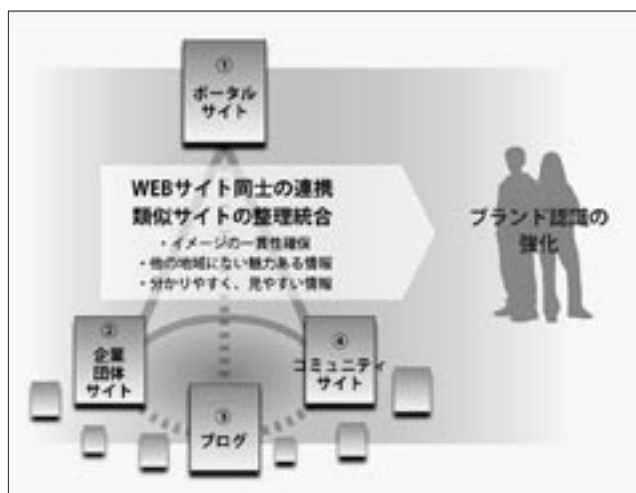 ①
ポータル
サイト
WEBサイト同士の連携
類似サイトの整理統合
・イメージの一貫性確保
・他の地域にない魅力ある情報
・分かりやすく、見やすい情報
ブランド認識の
強化
②
企業
団体
サイト
④
コミュニティ
サイト
③
ブログ